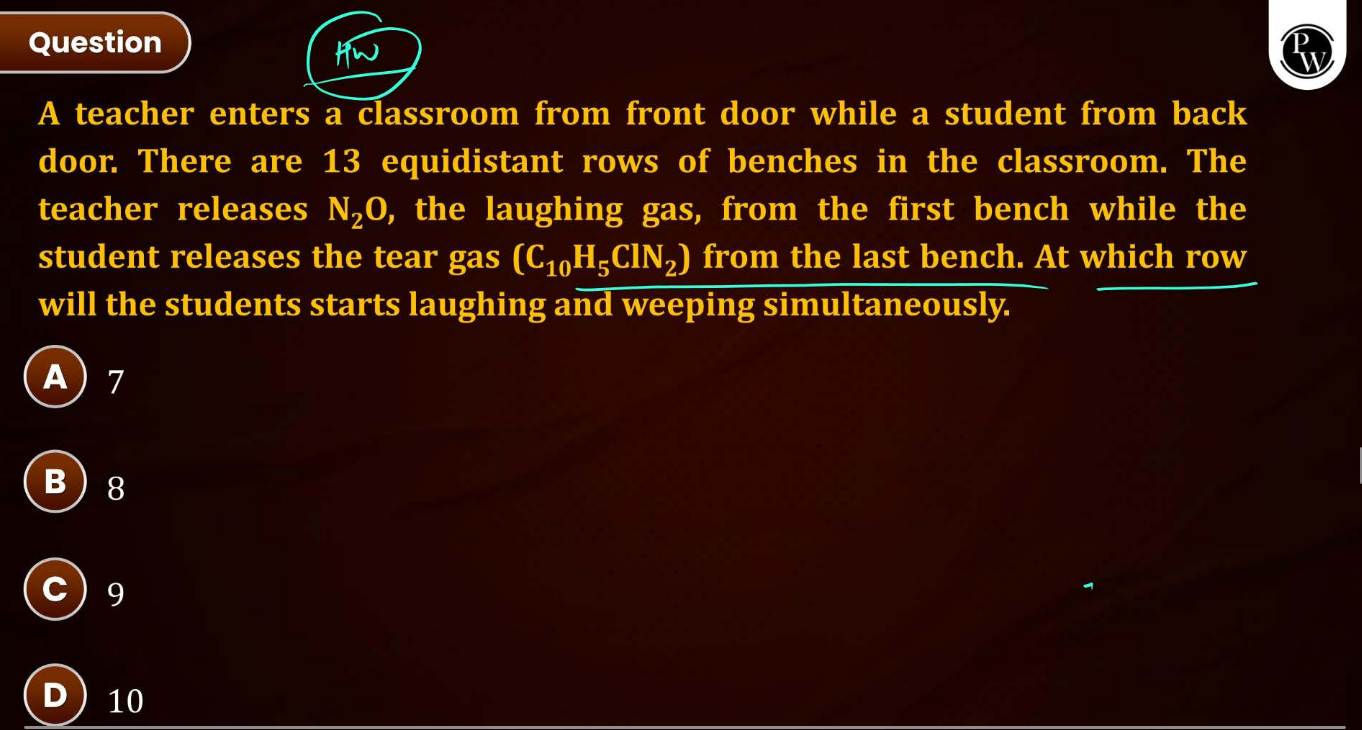 Question
HW
P
W
A teacher enters a classroom from front door while a student from back
door. There are 13 equidistant rows of benches in the classroom. The
teacher releases N₂O, the laughing gas, from the first bench while the
student releases the tear gas (C₁₀H₅ClN₂) from the last bench. At which row
will the students starts laughing and weeping simultaneously.
A 7
B 8
C 9
D 10